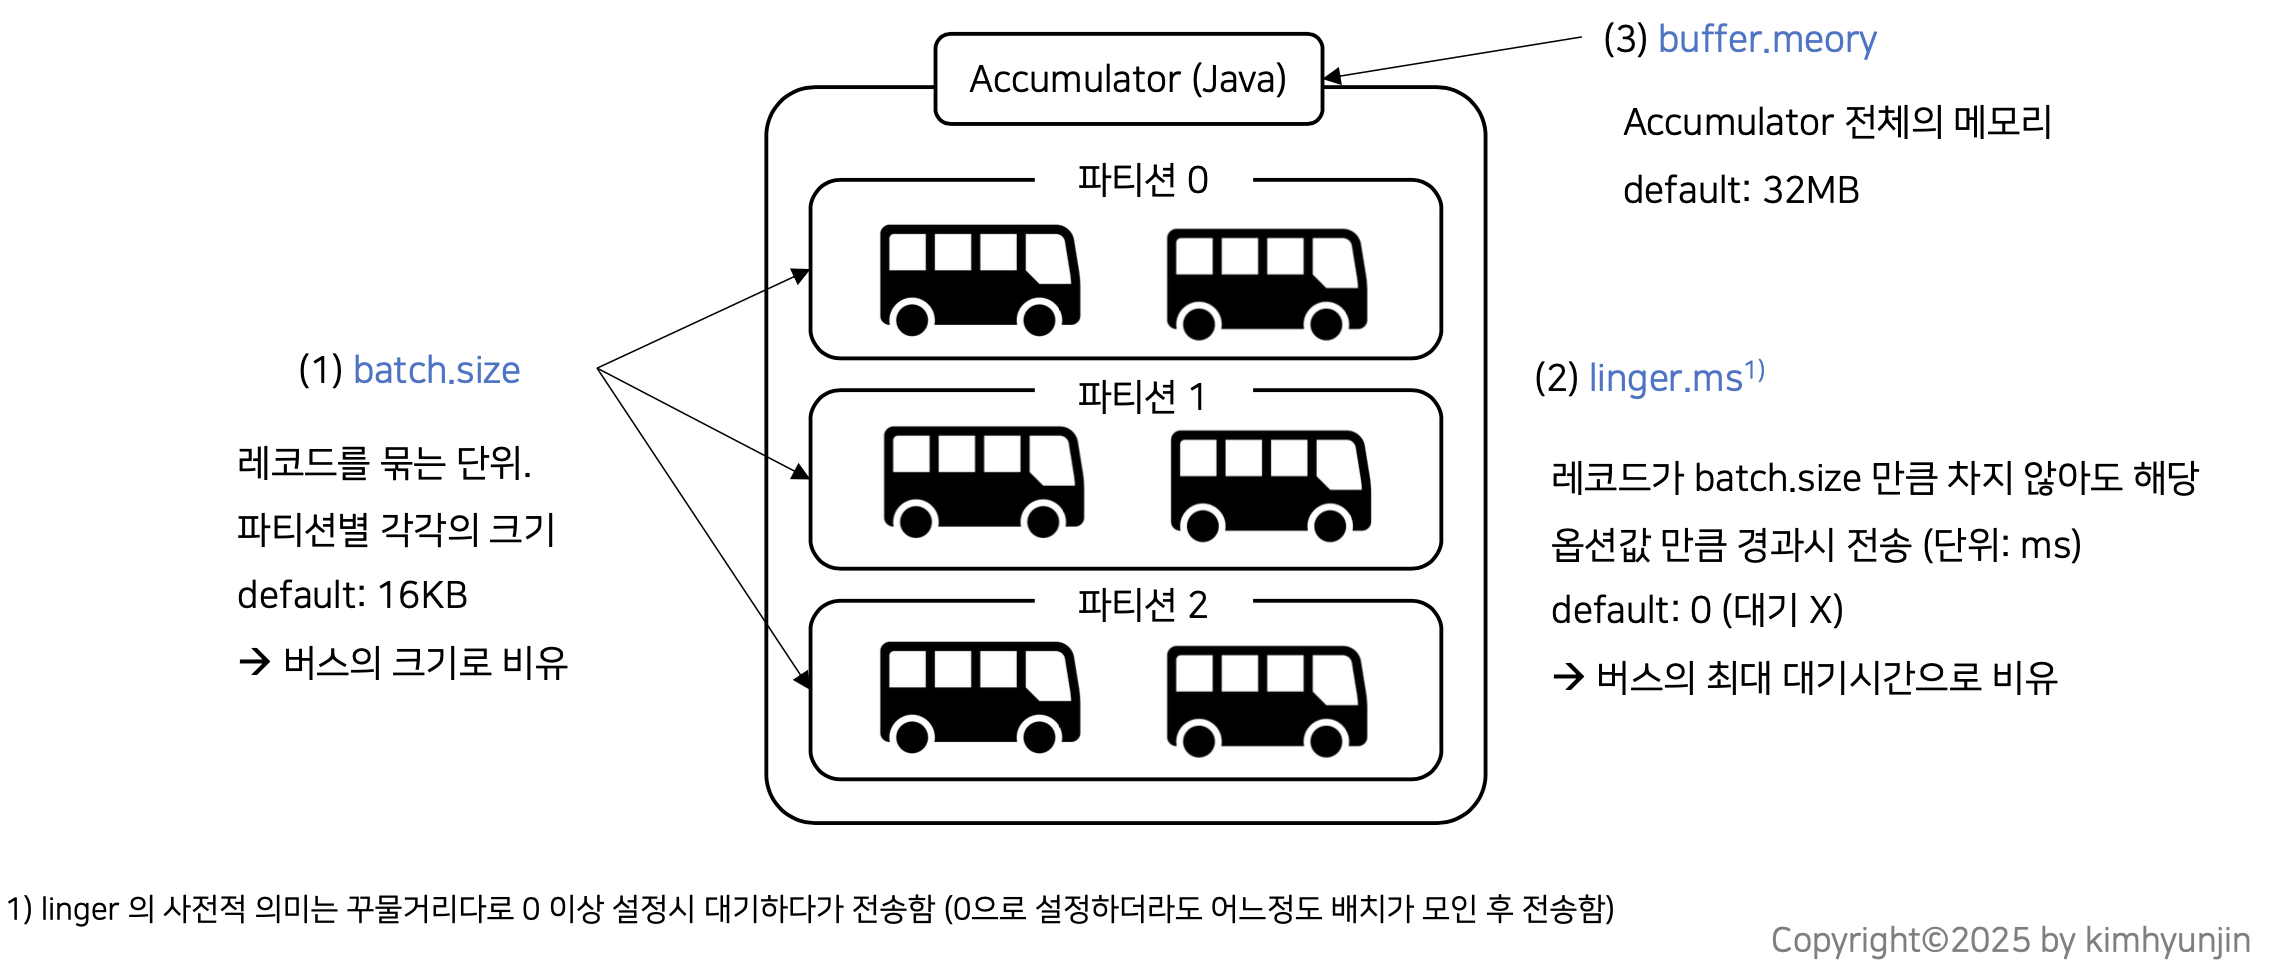 Accumulator (Java)
(3) buffer.meory
Accumulator 전체의 메모리
default: 32MB
파티션 0
파티션 1
파티션 2
(1) batch.size
레코드를 묶는 단위.
파티션별 각각의 크기
default: 16KB
→ 버스의 크기로 비유
(2) linger.ms1)
레코드가 batch.size 만큼 차지 않아도 해당
옵션값 만큼 경과시 전송 (단위: ms)
default: 0 (대기 X)
→ 버스의 최대 대기시간으로 비유
1) linger 의 사전적 의미는 꾸물거리다로 0 이상 설정시 대기하다가 전송함 (0으로 설정하더라도 어느정도 배치가 모인 후 전송함)
Copyright©2025 by kimhyunjin